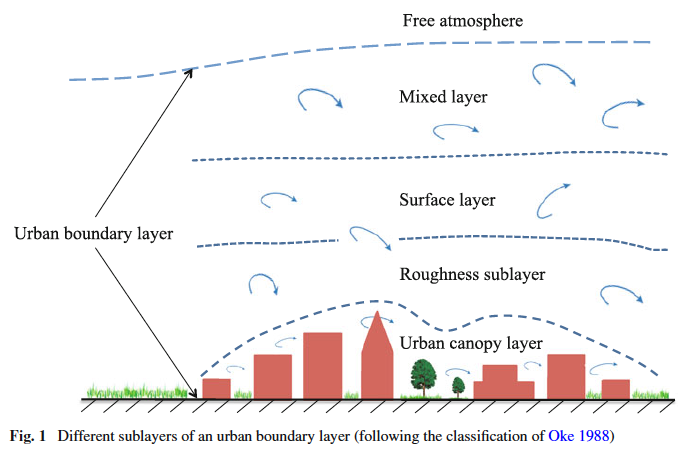 Free atmosphere
Mixed layer
Surface layer
Urban boundary layer
Roughness sublayer
Urban canopy layer
Fig. 1 Different sublayers of an urban boundary layer (following the classification of Oke 1988)